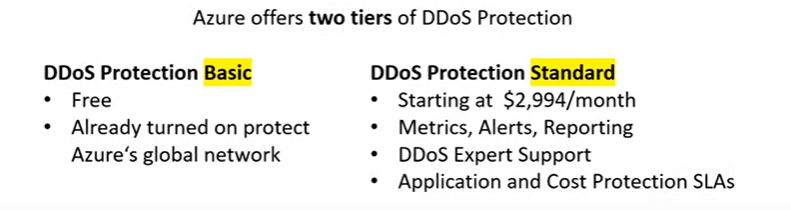 Azure offers two tiers of DDoS Protection
DDoS Protection Basic
• Free
• Already turned on protect
Azure‘s global network
DDoS Protection Standard
• Starting at $2,994/month
• Metrics, Alerts, Reporting
• DDoS Expert Support
• Application and Cost Protection SLAs